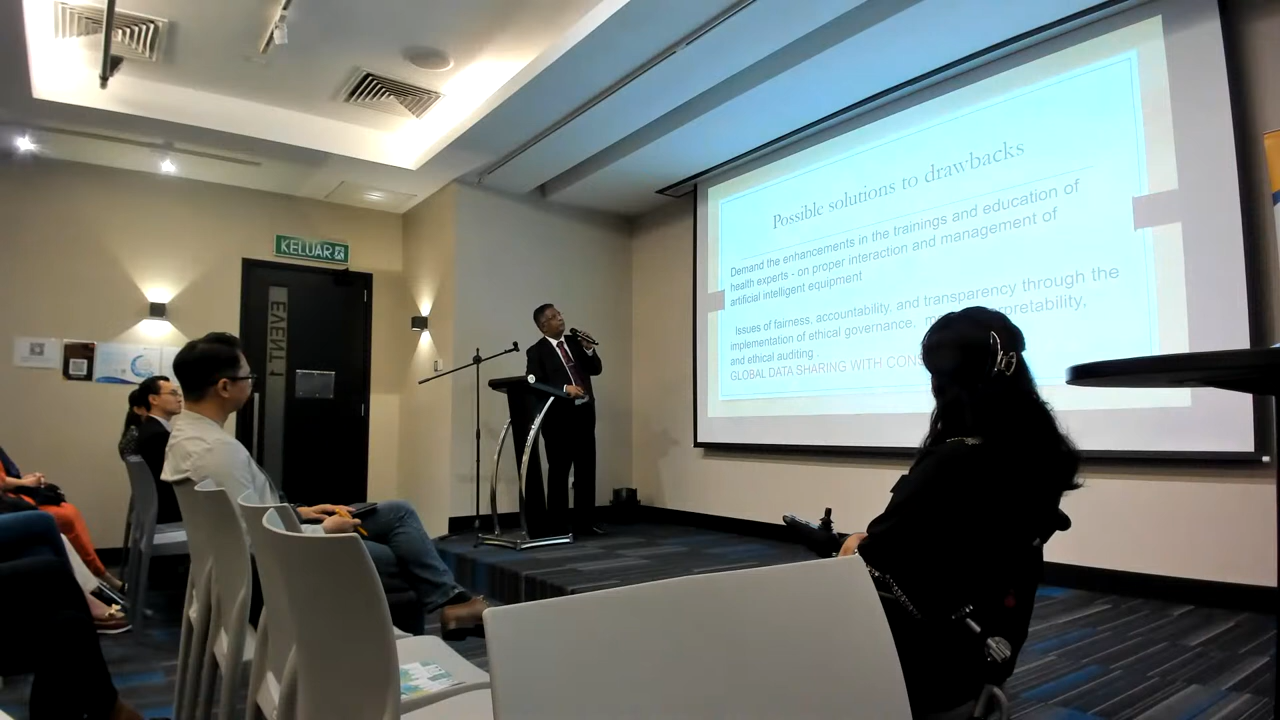 KELUAR
EVENT 1
Possible solutions to drawbacks
Demand the enhancements in the trainings and education of
health experts - on proper interaction and management of
artificial intelligent equipment
Issues of fairness, accountability, and transparency through the
implementation of ethical governance.
and ethical auditing .
GLOBAL DATA SHARING WITH